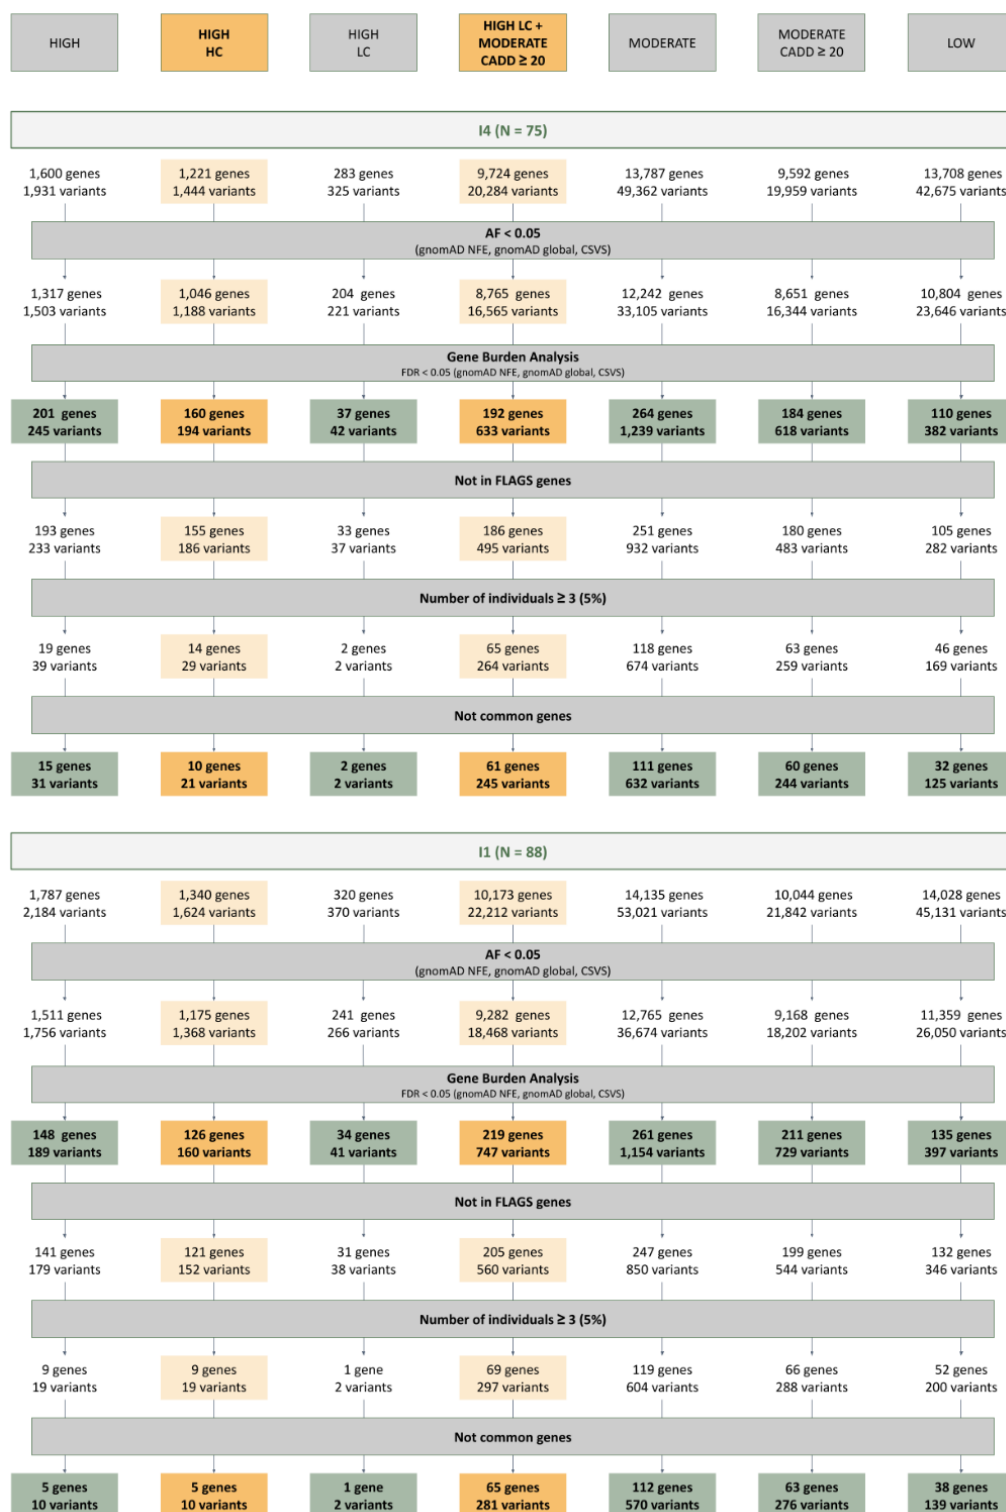 HIGH
HIGH
HC
HIGH
LC
HIGH LC +
MODERATE
CADD ≥ 20
MODERATE
MODERATE
CADD ≥ 20
LOW
I4 (N = 75)
1,600 genes
1,931 variants
1,221 genes
1,444 variants
283 genes
325 variants
9,724 genes
20,284 variants
13,787 genes
49,362 variants
9,592 genes
19,959 variants
13,708 genes
42,675 variants
AF < 0.05
(gnomAD NFE, gnomAD global, CSVS)
1,317 genes
1,503 variants
1,046 genes
1,188 variants
204 genes
221 variants
8,765 genes
16,565 variants
12,242 genes
33,105 variants
8,651 genes
16,344 variants
10,804 genes
23,646 variants
Gene Burden Analysis
FDR < 0.05 (gnomAD NFE, gnomAD global, CSVS)
201 genes
245 variants
160 genes
194 variants
37 genes
42 variants
192 genes
633 variants
264 genes
1,239 variants
184 genes
618 variants
110 genes
382 variants
Not in FLAGS genes
193 genes
233 variants
155 genes
186 variants
33 genes
37 variants
186 genes
495 variants
251 genes
932 variants
180 genes
483 variants
105 genes
282 variants
Number of individuals ≥ 3 (5%)
19 genes
39 variants
14 genes
29 variants
2 genes
2 variants
65 genes
264 variants
118 genes
674 variants
63 genes
259 variants
46 genes
169 variants
Not common genes
15 genes
31 variants
10 genes
21 variants
2 genes
2 variants
61 genes
245 variants
111 genes
632 variants
60 genes
244 variants
32 genes
125 variants
I1 (N = 88)
1,787 genes
2,184 variants
1,340 genes
1,624 variants
320 genes
370 variants
10,173 genes
22,212 variants
14,135 genes
53,021 variants
10,044 genes
21,842 variants
14,028 genes
45,131 variants
AF < 0.05
(gnomAD NFE, gnomAD global, CSVS)
1,511 genes
1,756 variants
1,175 genes
1,368 variants
241 genes
266 variants
9,282 genes
18,468 variants
12,765 genes
36,674 variants
9,168 genes
18,202 variants
11,359 genes
26,050 variants
Gene Burden Analysis
FDR < 0.05 (gnomAD NFE, gnomAD global, CSVS)
148 genes
189 variants
126 genes
160 variants
34 genes
41 variants
219 genes
747 variants
261 genes
1,154 variants
211 genes
729 variants
135 genes
397 variants
Not in FLAGS genes
141 genes
179 variants
121 genes
152 variants
31 genes
38 variants
205 genes
560 variants
247 genes
850 variants
199 genes
544 variants
132 genes
346 variants
Number of individuals ≥ 3 (5%)
9 genes
19 variants
9 genes
19 variants
1 gene
2 variants
69 genes
297 variants
119 genes
604 variants
66 genes
288 variants
52 genes
200 variants
Not common genes
5 genes
10 variants
5 genes
10 variants
1 gene
2 variants
65 genes
281 variants
112 genes
570 variants
63 genes
276 variants
38 genes
139 variants